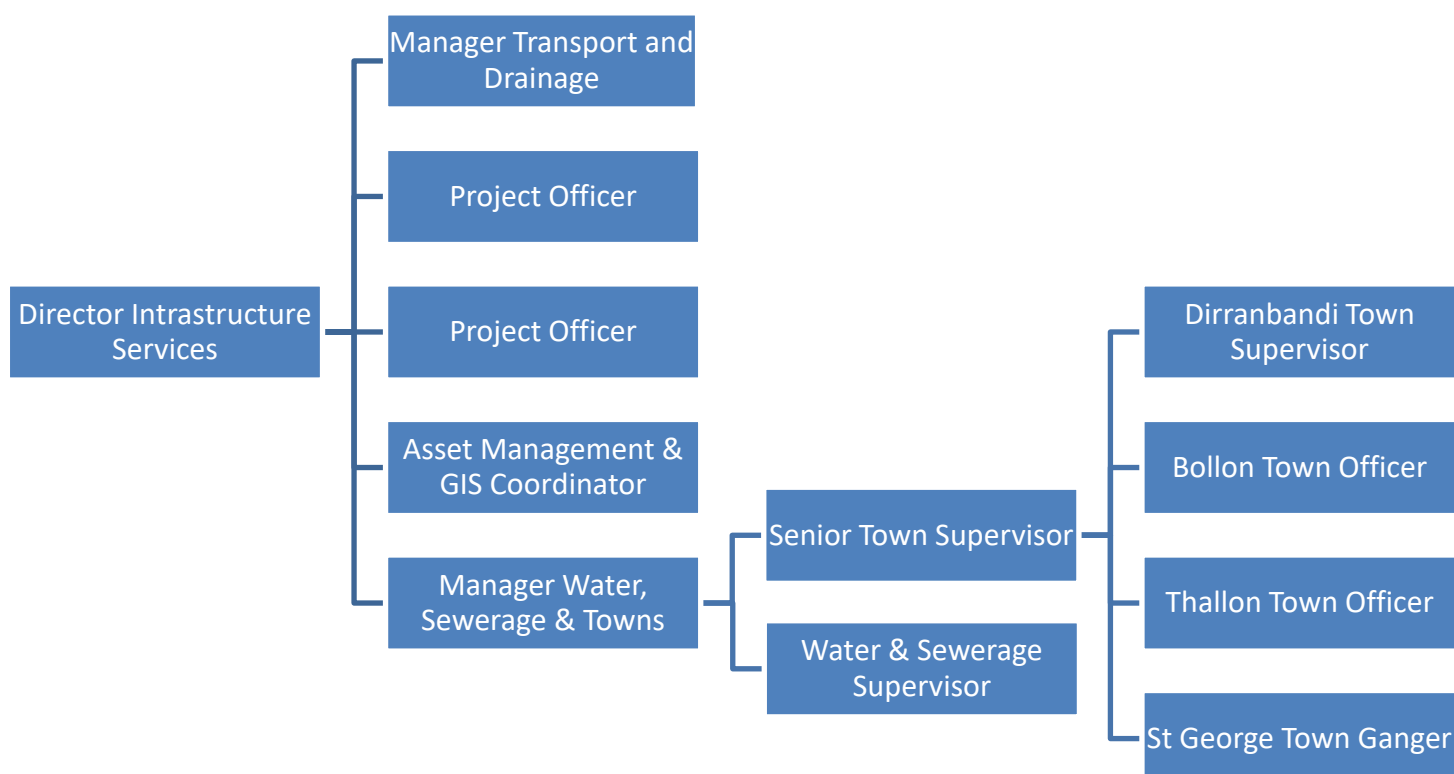 Manager Transport and
Drainage
Project Officer
Director Intrastructure
Services
Project Officer
Asset Management &
GIS Coordinator
Manager Water,
Sewerage & Towns
Senior Town Supervisor
Water & Sewerage
Supervisor
Dirranbandi Town
Supervisor
Bollon Town Officer
Thallon Town Officer
St George Town Ganger